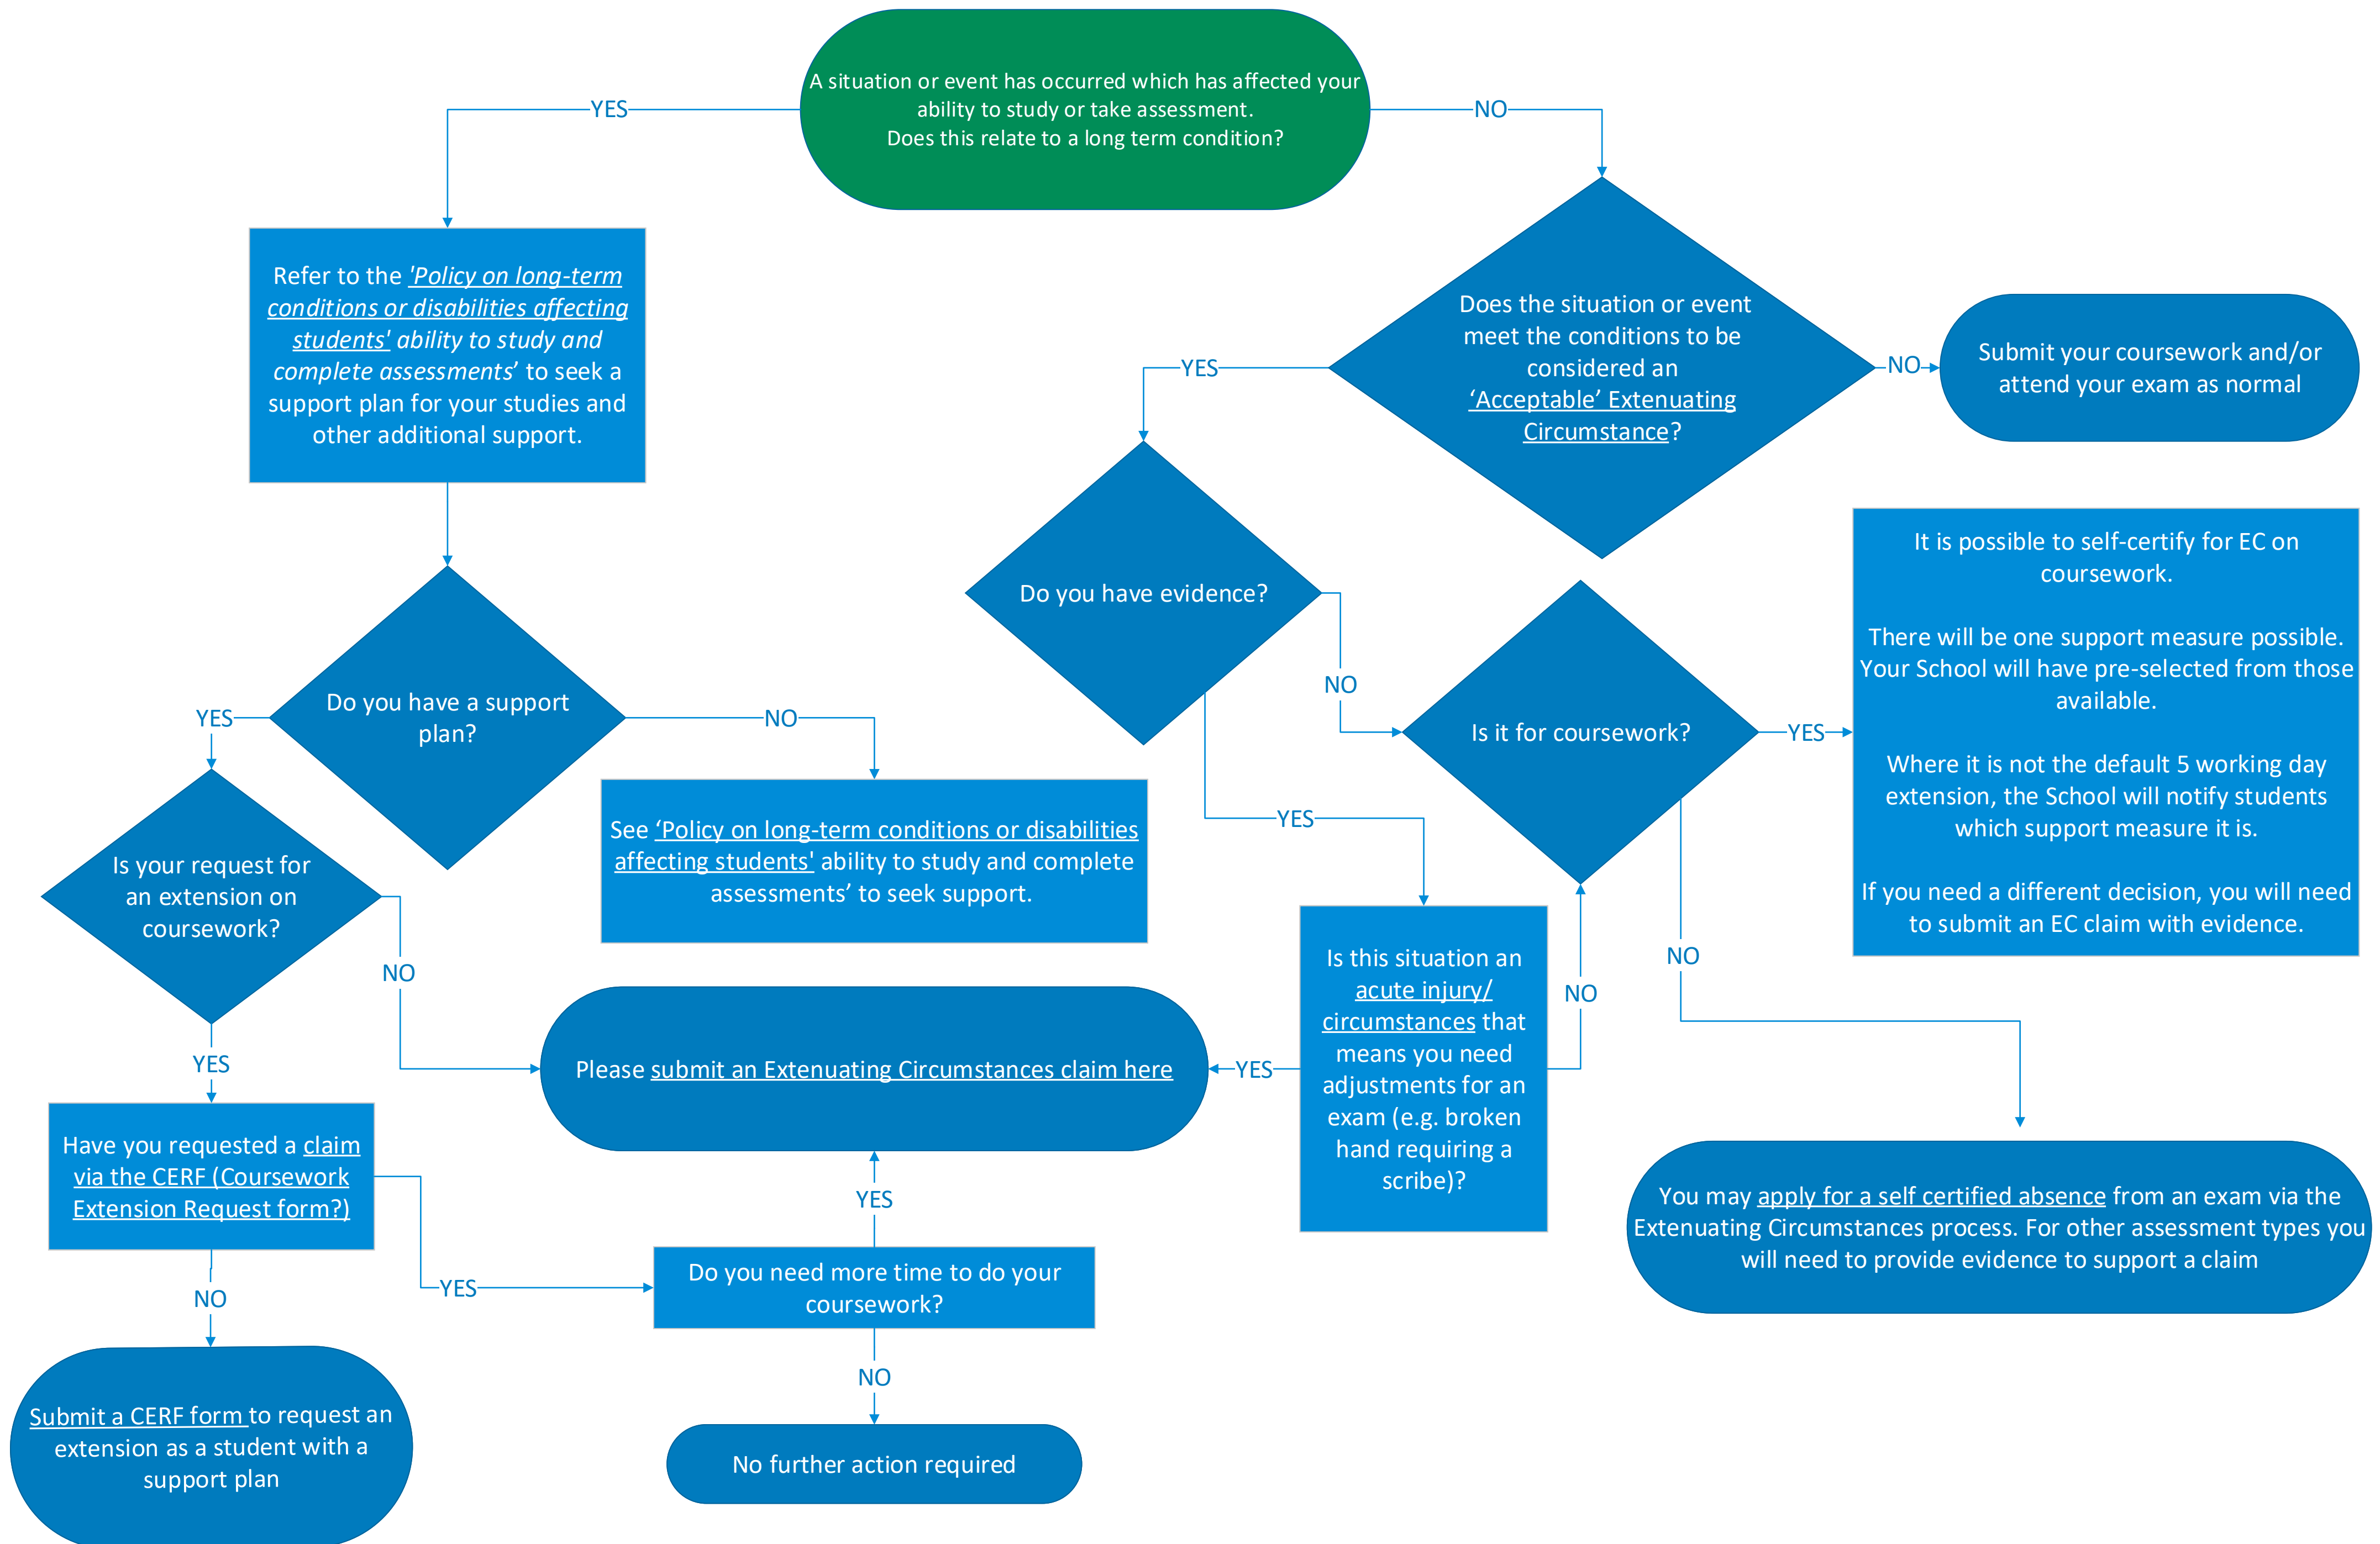 A situation or event has occurred which has affected your
ability to study or take assessment.
Does this relate to a long term condition?
YES
NO
Refer to the 'Policy on long-term
conditions or disabilities affecting
students' ability to study and
complete assessments’ to seek a
support plan for your studies and
other additional support.
Does the situation or event
meet the conditions to be
considered an
‘Acceptable’ Extenuating
Circumstance?
YES
NO
Submit your coursework and/or
attend your exam as normal
Do you have evidence?
NO
YES
Is it for coursework?
YES
NO
It is possible to self-certify for EC on
coursework.
There will be one support measure possible.
Your School will have pre-selected from those
available.
Where it is not the default 5 working day
extension, the School will notify students
which support measure it is.
If you need a different decision, you will need
to submit an EC claim with evidence.
Do you have a support
plan?
YES
NO
See ‘Policy on long-term conditions or disabilities
affecting students' ability to study and complete
assessments’ to seek support.
Is your request for
an extension on
coursework?
NO
YES
Please submit an Extenuating Circumstances claim here
Is this situation an
acute injury/
circumstances that
means you need
adjustments for an
exam (e.g. broken
hand requiring a
scribe)?
YES
NO
Have you requested a claim
via the CERF (Coursework
Extension Request form?)
YES
NO
Do you need more time to do your
coursework?
YES
NO
You may apply for a self certified absence from an exam via the
Extenuating Circumstances process. For other assessment types you
will need to provide evidence to support a claim
Submit a CERF form to request an
extension as a student with a
support plan
No further action required